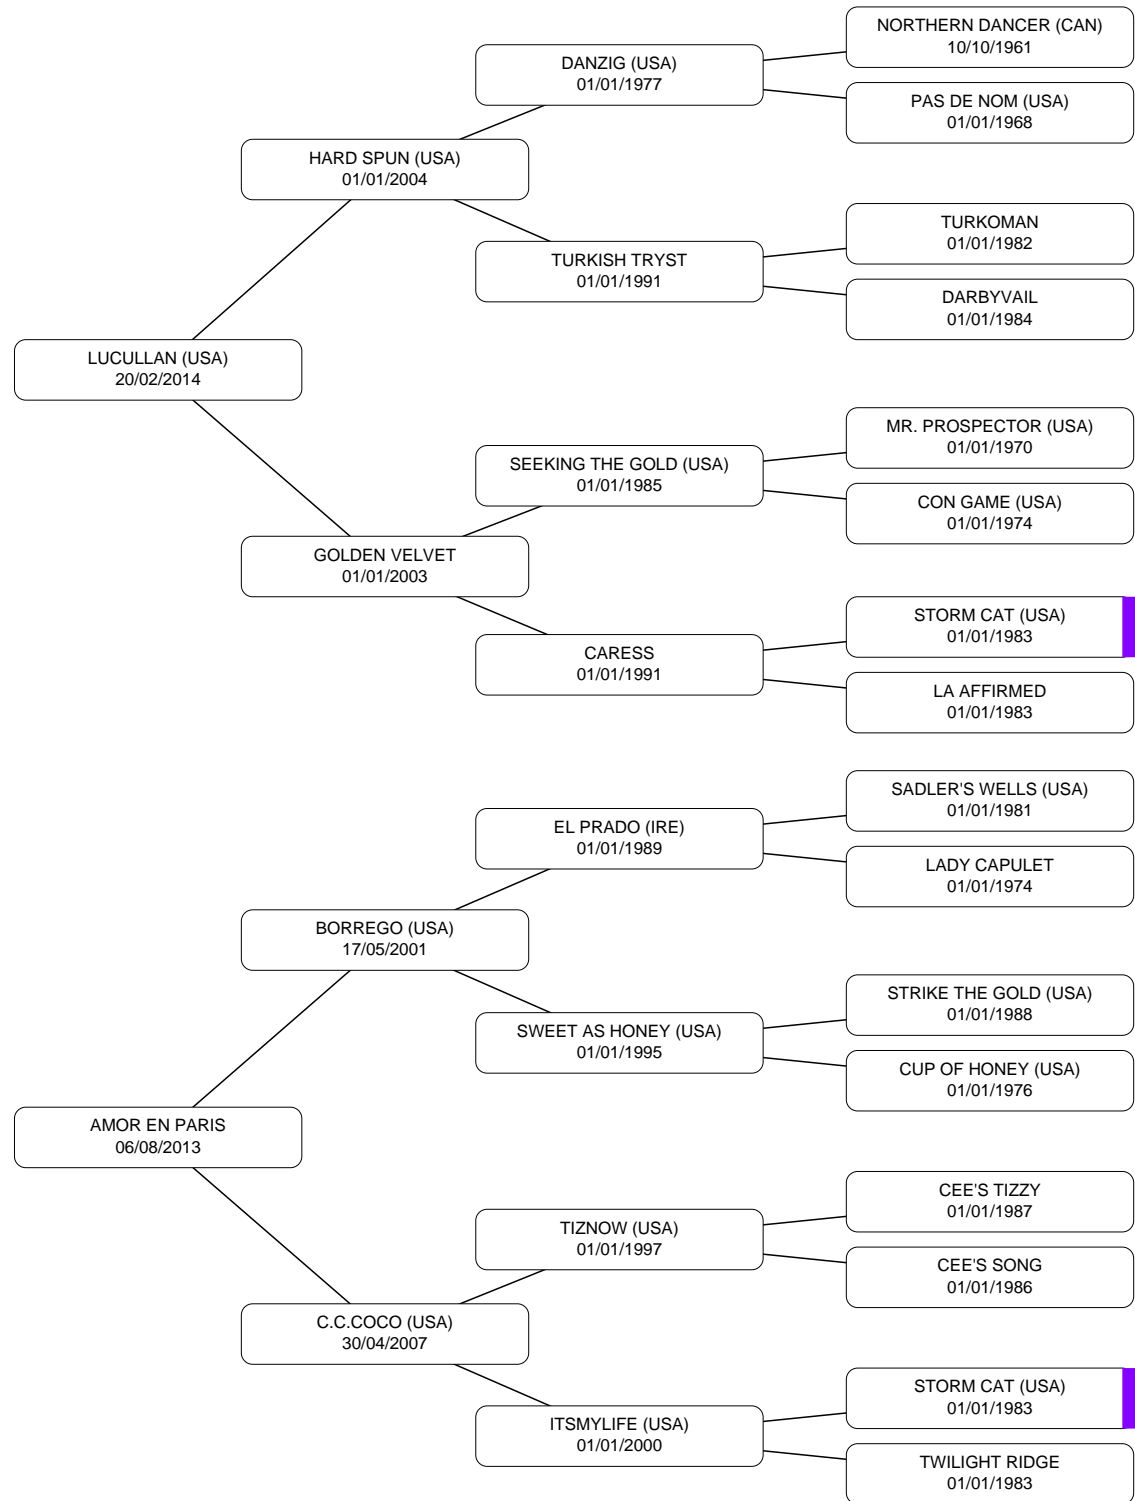 NORTHERN DANCER (CAN)
10/10/1961
DANZIG (USA)
01/01/1977
PAS DE NOM (USA)
01/01/1968
HARD SPUN (USA)
01/01/2004
TURKOMAN
01/01/1982
TURKISH TRYST
01/01/1991
DARBYVAIL
01/01/1984
LUCULLAN (USA)
20/02/2014
MR. PROSPECTOR (USA)
01/01/1970
SEEKING THE GOLD (USA)
01/01/1985
CON GAME (USA)
01/01/1974
GOLDEN VELVET
01/01/2003
STORM CAT (USA)
01/01/1983
CARESS
01/01/1991
LA AFFIRMED
01/01/1983
SADLER'S WELLS (USA)
01/01/1981
EL PRADO (IRE)
01/01/1989
LADY CAPULET
01/01/1974
BORREGO (USA)
17/05/2001
STRIKE THE GOLD (USA)
01/01/1988
SWEET AS HONEY (USA)
01/01/1995
CUP OF HONEY (USA)
01/01/1976
AMOR EN PARIS
06/08/2013
CEE'S TIZZY
01/01/1987
TIZNOW (USA)
01/01/1997
CEE'S SONG
01/01/1986
C.C.COCO (USA)
30/04/2007
STORM CAT (USA)
01/01/1983
ITSMYLIFE (USA)
01/01/2000
TWILIGHT RIDGE
01/01/1983